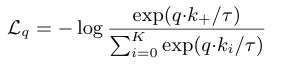 $\mathcal{L}_q = -\log \frac{\exp(q \cdot k_+ / \tau)}{\sum_{i=0}^{K} \exp(q \cdot k_i / \tau)}$